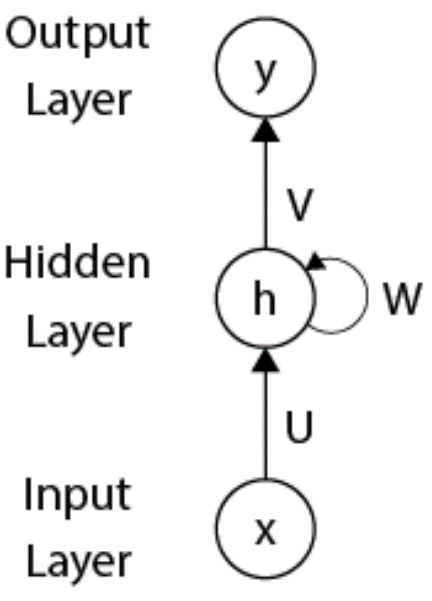 Output
Layer
y
V
Hidden
Layer
h
W
U
Input
Layer
x